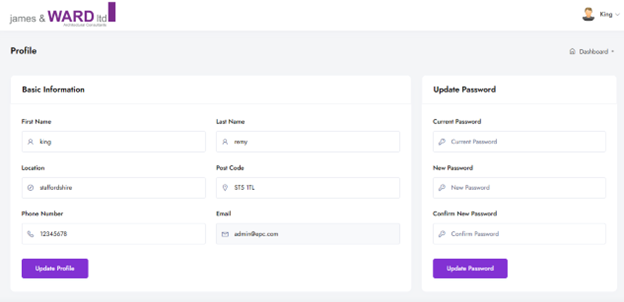 james & WARD ltd
King
Profile
Dashboard
Basic Information
First Name
Last Name
king
remy
Location
Post Code
staffordshire
ST5 1TL
Phone Number
Email
12345678
admin@epc.com
Update Profile
Update Password
Current Password
Current Password
New Password
New Password
Confirm New Password
Confirm Password
Update Password